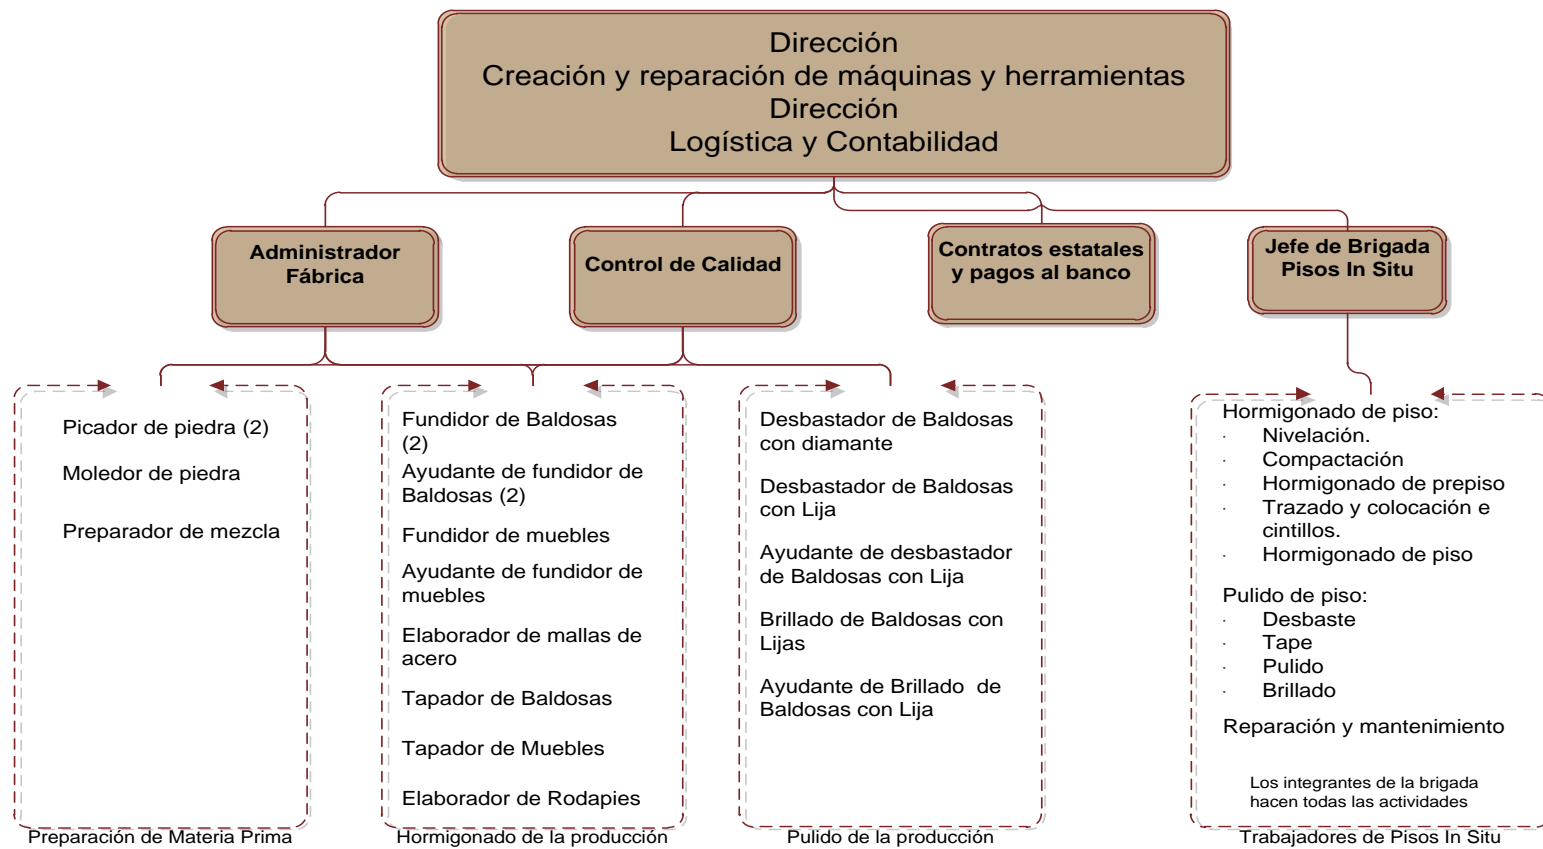 Dirección
Creación y reparación de máquinas y herramientas
Dirección
Logística y Contabilidad
Administrador
Fábrica
Control de Calidad
Contratos estatales
y pagos al banco
Jefe de Brigada
Pisos In Situ
Picador de piedra (2)
Moledor de piedra
Preparador de mezcla
Preparación de Materia Prima
Fundidor de Baldosas
(2)
Ayudante de fundidor de
Baldosas (2)
Fundidor de muebles
Ayudante de fundidor de
muebles
Elaborador de mallas de
acero
Tapador de Baldosas
Tapador de Muebles
Elaborador de Rodapies
Hormigonado de la producción
Desbastador de Baldosas
con diamante
Desbastador de Baldosas
con Lija
Ayudante de desbastador
de Baldosas con Lija
Brillado de Baldosas con
Lijas
Ayudante de Brillado de
Baldosas con Lija
Pulido de la producción
Hormigonado de piso:
· Nivelación.
· Compactación
· Hormigonado de prepiso
· Trazado y colocación e
cintillos.
· Hormigonado de piso
Pulido de piso:
· Desbaste
· Tape
· Pulido
· Brillado
Reparación y mantenimiento
Los integrantes de la brigada
hacen todas las actividades
Trabajadores de Pisos In Situ